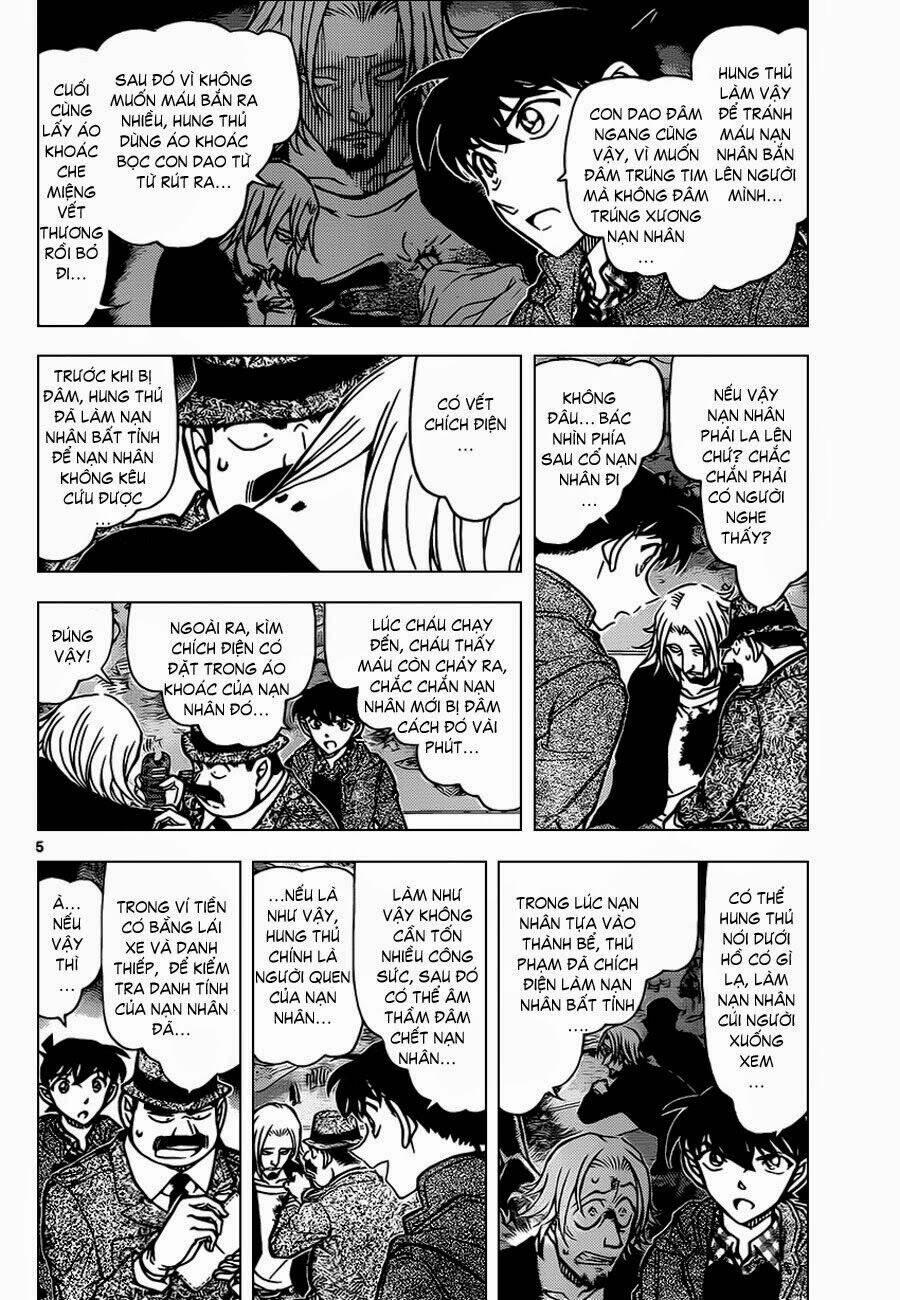 HUNG THỦ
LÀM VẬY
ĐỂ TRÁNH
MÁU NẠN
NHÂN BẮN
LÊN NGƯỜI
MÌNH...
CON DAO ĐÂM
NGANG CŨNG
VẬY, VÌ MUỐN
ĐÂM TRÚNG TIM
MÀ KHÔNG ĐÂM
TRÚNG XƯƠNG
NẠN NHÂN
...
SAU ĐÓ VÌ KHÔNG
MUỐN MÁU BẮN RA
NHIỀU, HUNG THỦ
DÙNG ÁO KHOÁC
BỌC CON DAO TỪ
TỪ RÚT RA...
CUỐI
CÙNG
LẤY ÁO
KHOÁC
CHE
MIỆNG
VẾT
THƯƠNG
RỒI BỎ
ĐI...
NẾU VẬY
NẠN NHÂN
PHẢI LA LÊN
CHỨ? CHẮC
CHẮN PHẢI
CÓ NGƯỜI
NGHE
THẤY?
KHÔNG
ĐÂU... BÁC
NHÌN PHÍA
SAU CỔ NẠN
NHÂN ĐI
...
CÓ VẾT
CHÍCH ĐIỆN
...
TRƯỚC KHI BỊ
ĐÂM, HUNG THỦ
ĐÃ LÀM NẠN
NHÂN BẤT TỈNH
ĐỂ NẠN NHÂN
KHÔNG KÊU
CỨU ĐƯỢC
...
LÚC CHÁU CHẠY
ĐẾN, CHÁU THẤY
MÁU CÒN CHẢY RA,
CHẮC CHẮN NẠN
NHÂN MỚI BỊ ĐÂM
CÁCH ĐÓ VÀI
PHÚT...
NGOÀI RA, KÌM
CHÍCH ĐIỆN CÓ
ĐẶT TRONG ÁO
KHOÁC CỦA NẠN
NHÂN ĐÓ...
ĐÚNG
VẬY!
5
CÓ THỂ
HUNG THỦ
NÓI DƯỚI
HỒ CÓ GÌ
LẠ, LÀM
NẠN NHÂN
CÚI NGƯỜI
XUỐNG
XEM
...
TRONG LÚC NẠN
NHÂN TỰA VÀO
THÀNH BỂ, THỦ
PHẠM ĐÃ CHÍCH
ĐIỆN LÀM NẠN
NHÂN BẤT TỈNH
....
LÀM NHƯ
VẬY KHÔNG
CẦN TỐN
NHIỀU CÔNG
SỨC, SAU ĐÓ
CÓ THỂ ÂM
THẦM ĐÂM
CHẾT NẠN
NHÂN...
...NẾU LÀ
NHƯ VẬY,
HUNG THỦ
CHÍNH LÀ
NGƯỜI QUEN
CỦA NẠN
NHÂN...
TRONG VÍ TIỀN
CÓ BẰNG LÁI
XE VÀ DANH
THIẾP, ĐỂ KIỂM
TRA DANH TÍNH
CỦA NẠN NHÂN
ĐÃ...
À...
NẾU
VẬY
THÌ
...